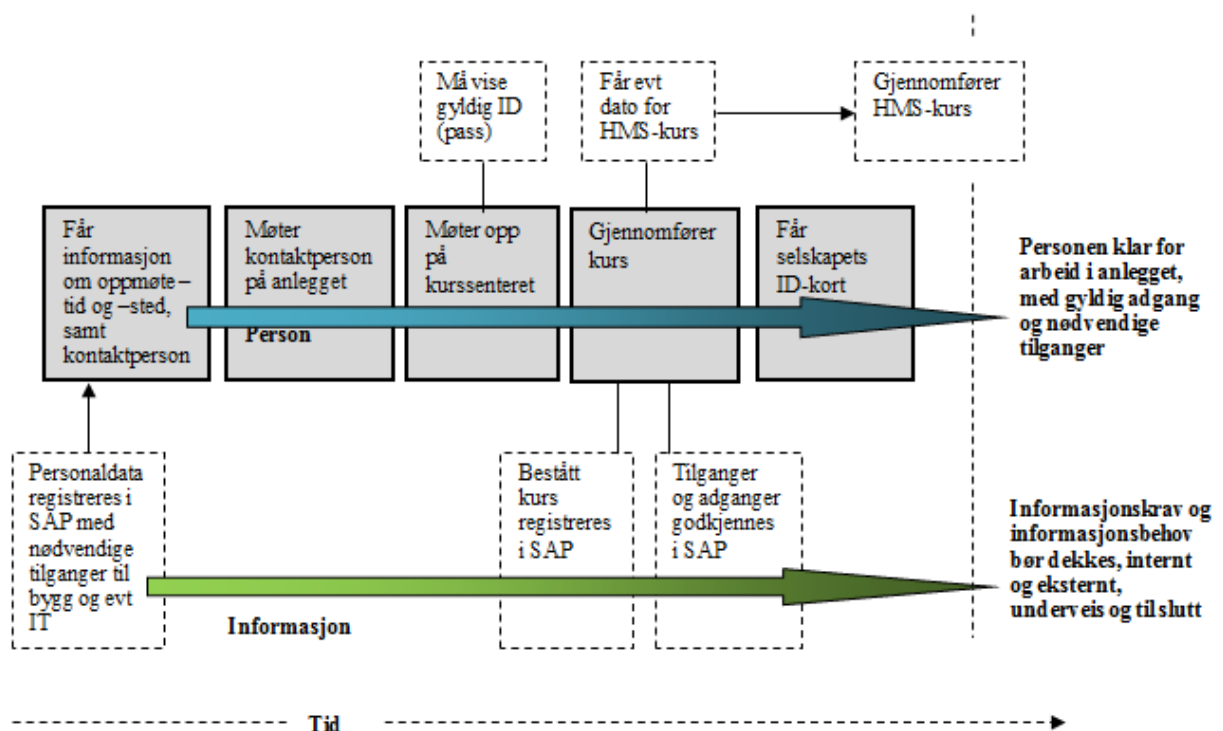 Må vise
gyldig ID
(pass)
Får evt
dato for
HMS-kurs
Gjennomfører
HMS-kurs
Får
informasjon
om oppmøte–
tid og –sted,
samt
kontaktperson
Møter
kontaktperson
på anlegget
Person
Møter opp
på
kurssenteret
Gjennomfører
kurs
Får
selskapets
ID-kort
Personen klar for
arbeid i anlegget,
med gyldig adgang
og nødvendige
tilganger
Personaldata
registreres i
SAP med
nødvendige
tilganger til
bygg og evt
IT
Informasjon
Bestått
kurs
registreres
i SAP
Tilganger
og adganger
godkjennes
i SAP
Informasjonskrav og
informasjonsbehov
bør dekkes, internt
og eksternt,
underveis og til slutt
Tid